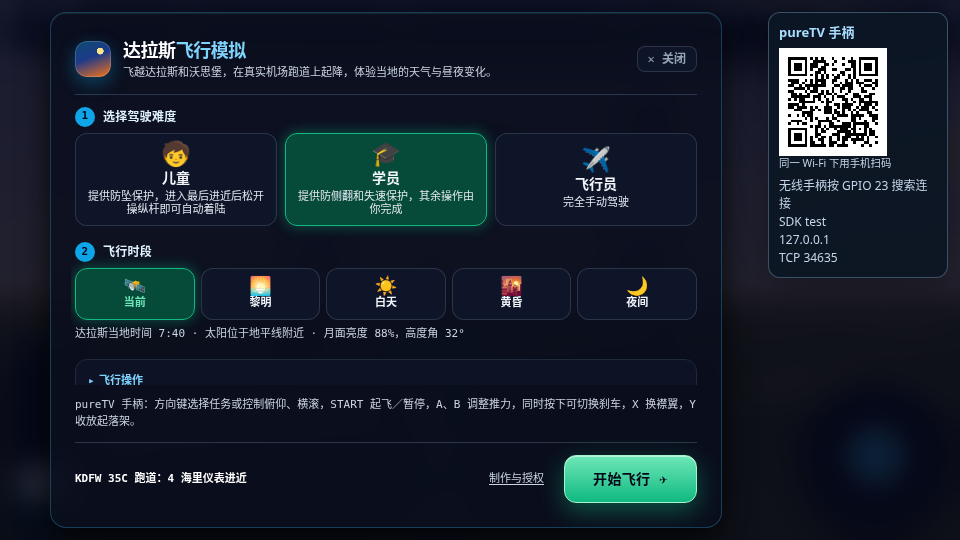 达拉斯飞行模拟
飞越达拉斯和沃思堡，在真实机场跑道上起降，体验当地的天气与昼夜变化。
× 关闭
1 选择驾驶难度
儿童
提供防坠保护，进入最后进近后松开
操纵杆即可自动着陆
学员
提供防侧翻和失速保护，其余操作由
你完成
飞行员
完全手动驾驶
2 飞行时段
当前
黎明
白天
黄昏
夜间
达拉斯当地时间 7:40 · 太阳位于地平线附近 · 月面亮度 88%，高度角 32°
▸ 飞行操作
pureTV 手柄：方向键选择任务或控制俯仰、横滚，START 起飞／暂停，A、B 调整推力，同时按下可切换刹车，X 换襟翼，Y
收放起落架。
KDFW 35C 跑道：4 海里仪表进近
制作与授权
开始飞行 ✈
pureTV 手柄
同一 Wi-Fi 下用手机扫码
无线手柄按 GPIO 23 搜索连
接
SDK test
127.0.0.1
TCP 34635